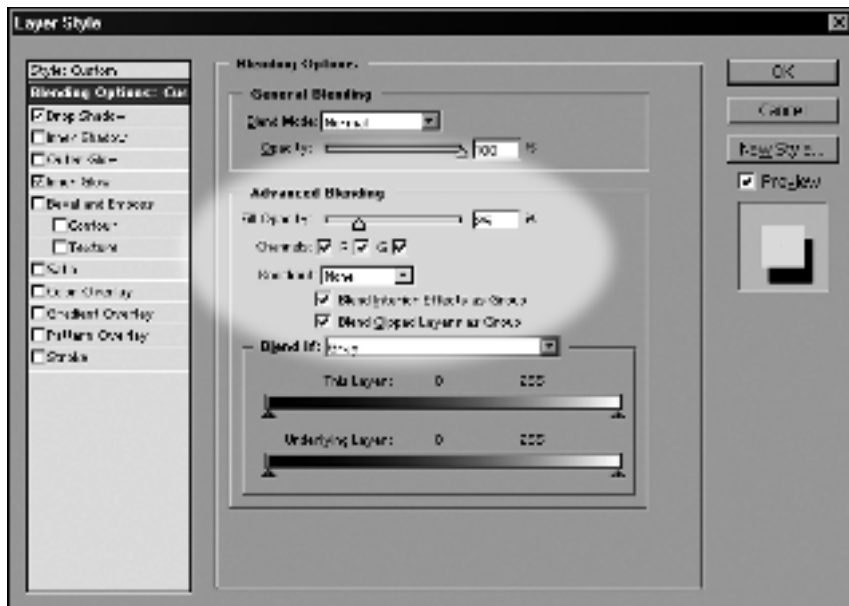 Layer Style
Style: Custom
Blending Options: Cus
Drop Shadow
Inner Shadow
Outer Glow
Inner Glow
Bevel and Emboss
Contour
Texture
Satin
Color Overlay
Gradient Overlay
Pattern Overlay
Stroke
Blending Options
General Blending
Blend Mode: Normal
Opacity: 100 %
Advanced Blending
Fill Opacity: %
Channels: R G
Knockout: None
Blend Interior Effects as Group
Blend Clipped Layers as Group
Blend If: Gray
This Layer: 0 255
Underlying Layer: 0 255
OK
Cancel
New Style...
Preview